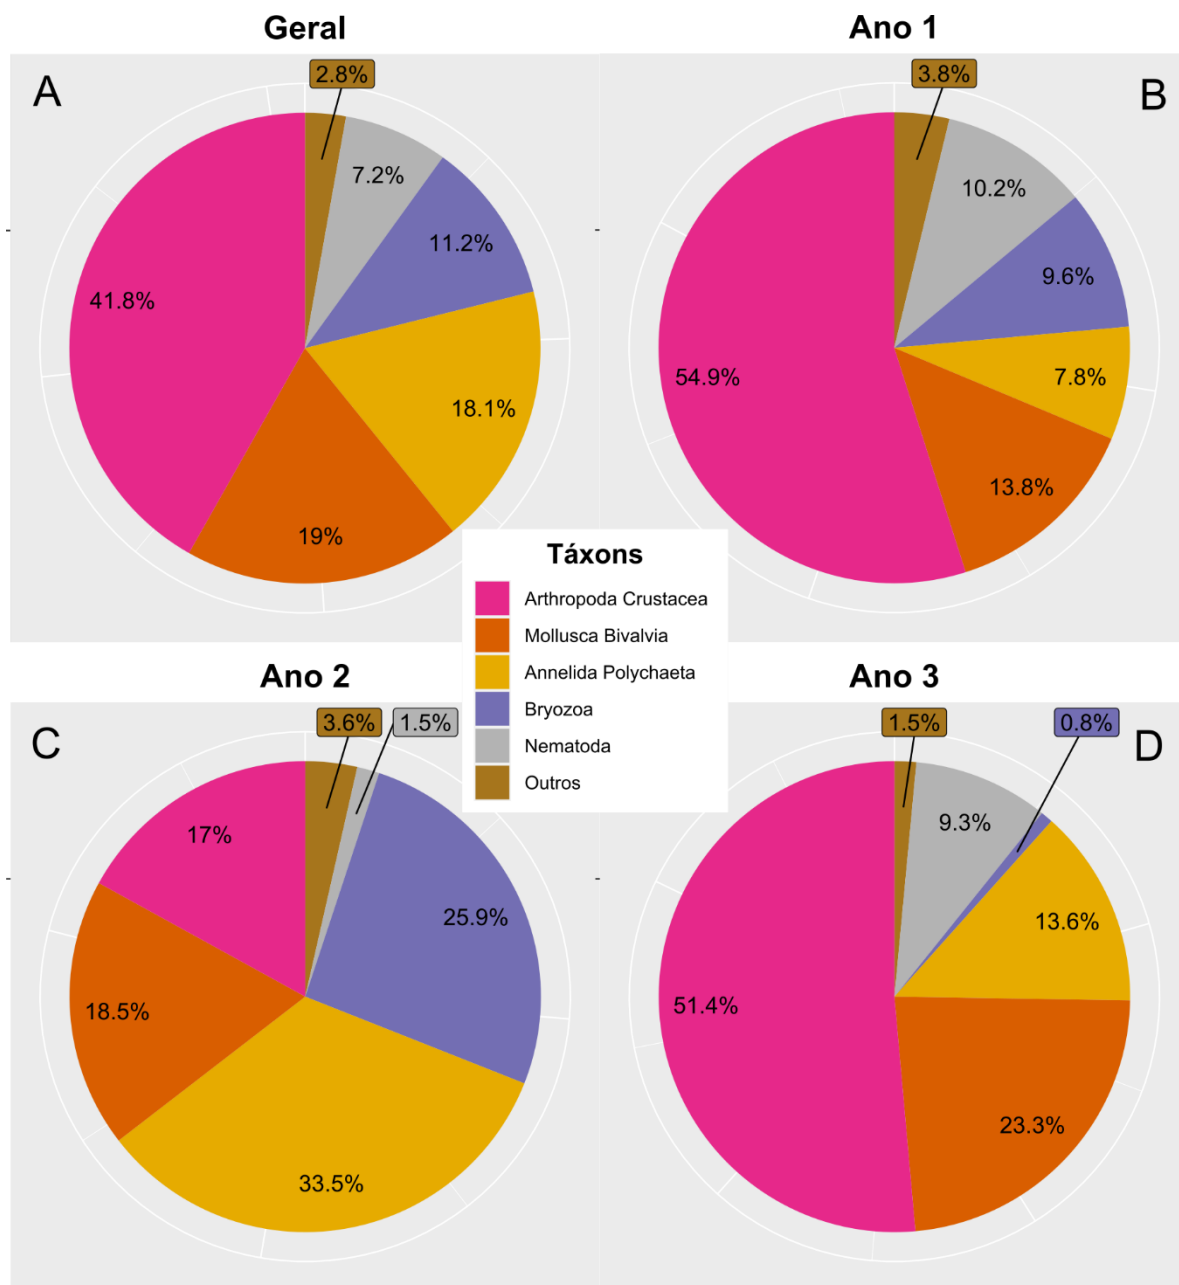 Geral
A
2.8%
7.2%
11.2%
41.8%
18.1%
19%
Ano 1
B
3.8%
10.2%
9.6%
54.9%
7.8%
13.8%
Táxons
Arthropoda Crustacea
Mollusca Bivalvia
Annelida Polychaeta
Bryozoa
Nematoda
Outros
Ano 2
C
3.6%
1.5%
17%
25.9%
18.5%
33.5%
Ano 3
D
1.5%
0.8%
9.3%
13.6%
51.4%
23.3%